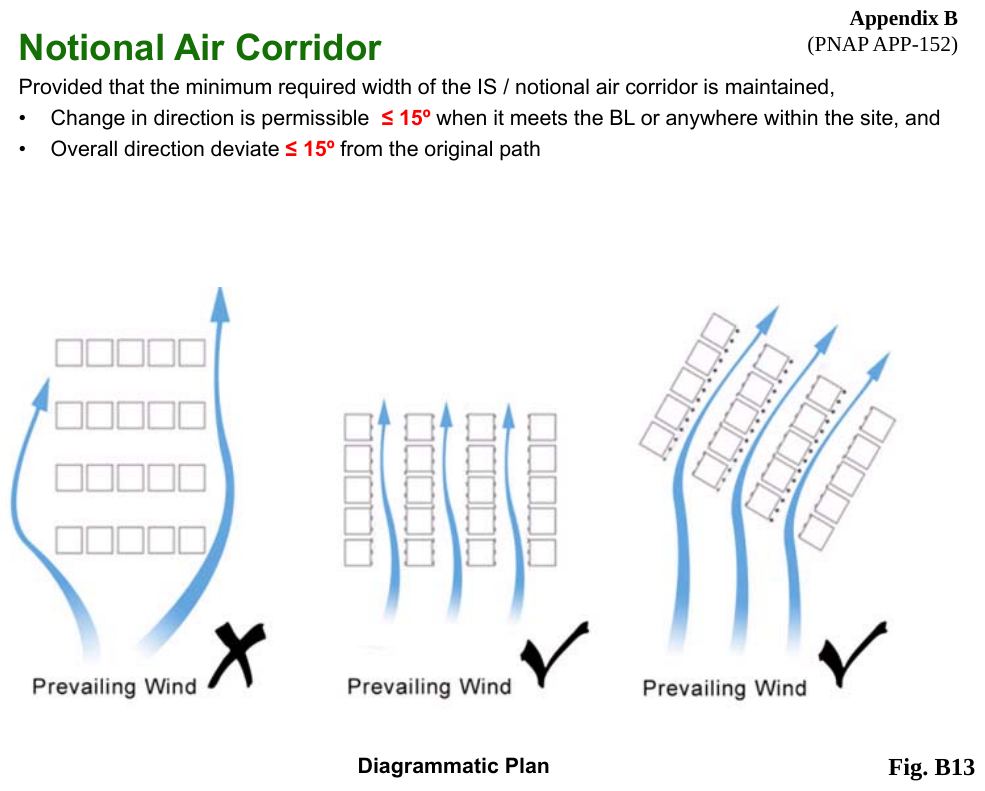 Appendix B
Notional Air Corridor
(PNAP APP-152)
Provided that the minimum required width of the IS / notional air corridor is maintained,
• Change in direction is permissible ≤ 15º when it meets the BL or anywhere within the site, and
• Overall direction deviate ≤ 15º from the original path
Prevailing Wind
Prevailing Wind
Prevailing Wind
Diagrammatic Plan
Fig. B13